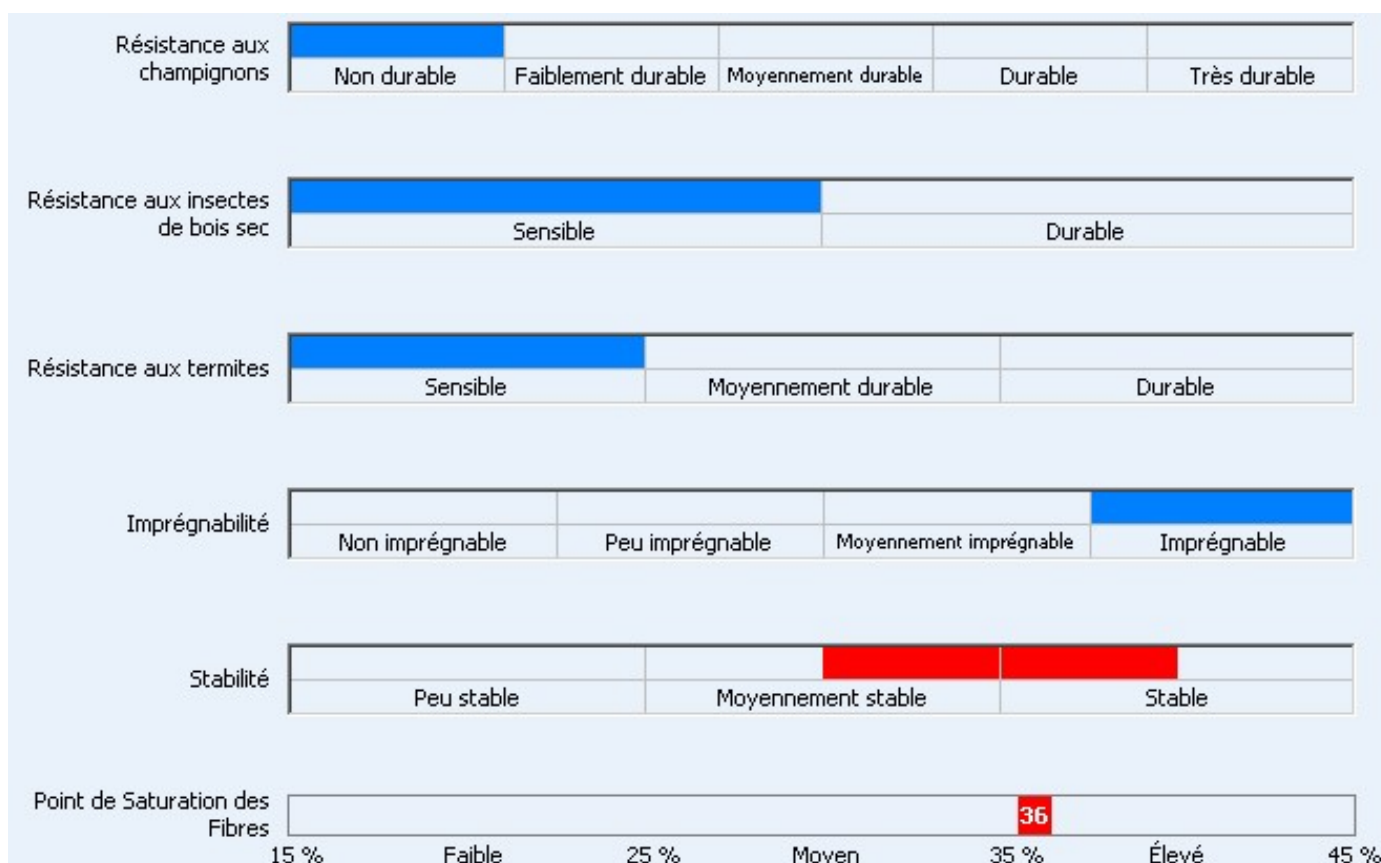 Résistance aux
champignons
Non durable Faiblement durable Moyennement durable Durable Très durable
Résistance aux insectes
de bois sec
Sensible Durable
Résistance aux termites
Sensible Moyennement durable Durable
Imprégnabilité
Non imprégnable Peu imprégnable Moyennement imprégnable Imprégnable
Stabilité
Peu stable Moyennement stable Stable
Point de Saturation des
Fibres
36
15 % Faible 25 % Moyen 35 % Élevé 45 %